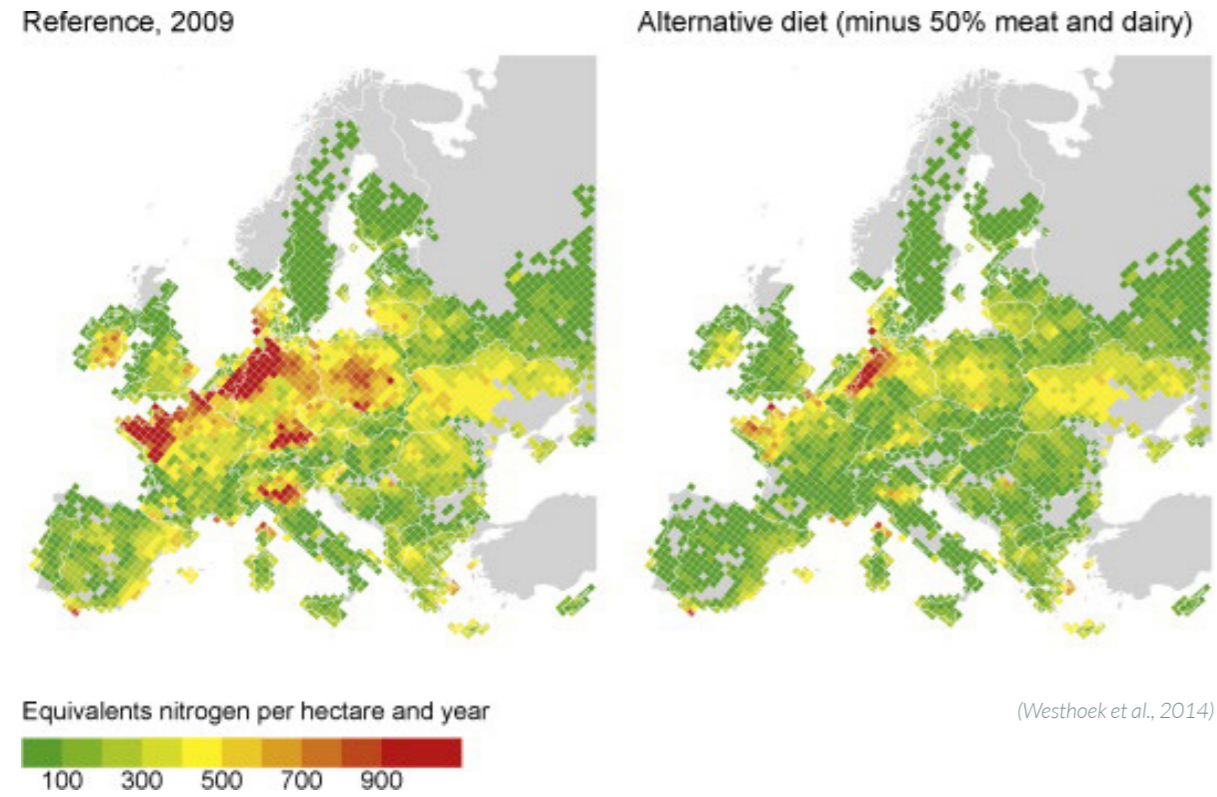 Reference, 2009
Alternative diet (minus 50% meat and dairy)
Equivalents nitrogen per hectare and year
(Westhoek et al., 2014)
100 300 500 700 900